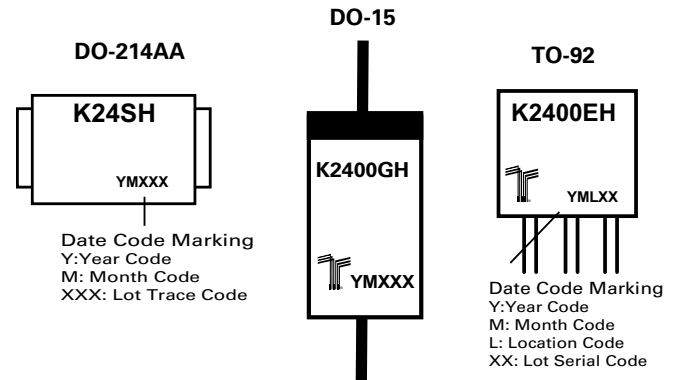 DO-214AA
K24SH
YMXXX
Date Code Marking
Y:Year Code
M: Month Code
XXX: Lot Trace Code
DO-15
K2400GH
YMXXX
TO-92
K2400EH
YMLXX
Date Code Marking
Y:Year Code
M: Month Code
L: Location Code
XX: Lot Serial Code